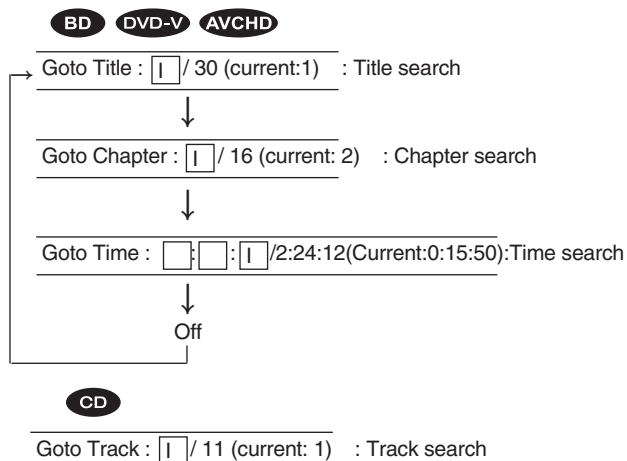 BD DVD-V AVCHD
Goto Title : | / 30 (current:1) : Title search
Goto Chapter : | / 16 (current: 2) : Chapter search
Goto Time : : : | /2:24:12(Current:0:15:50):Time search
Off
CD
Goto Track : | / 11 (current: 1) : Track search